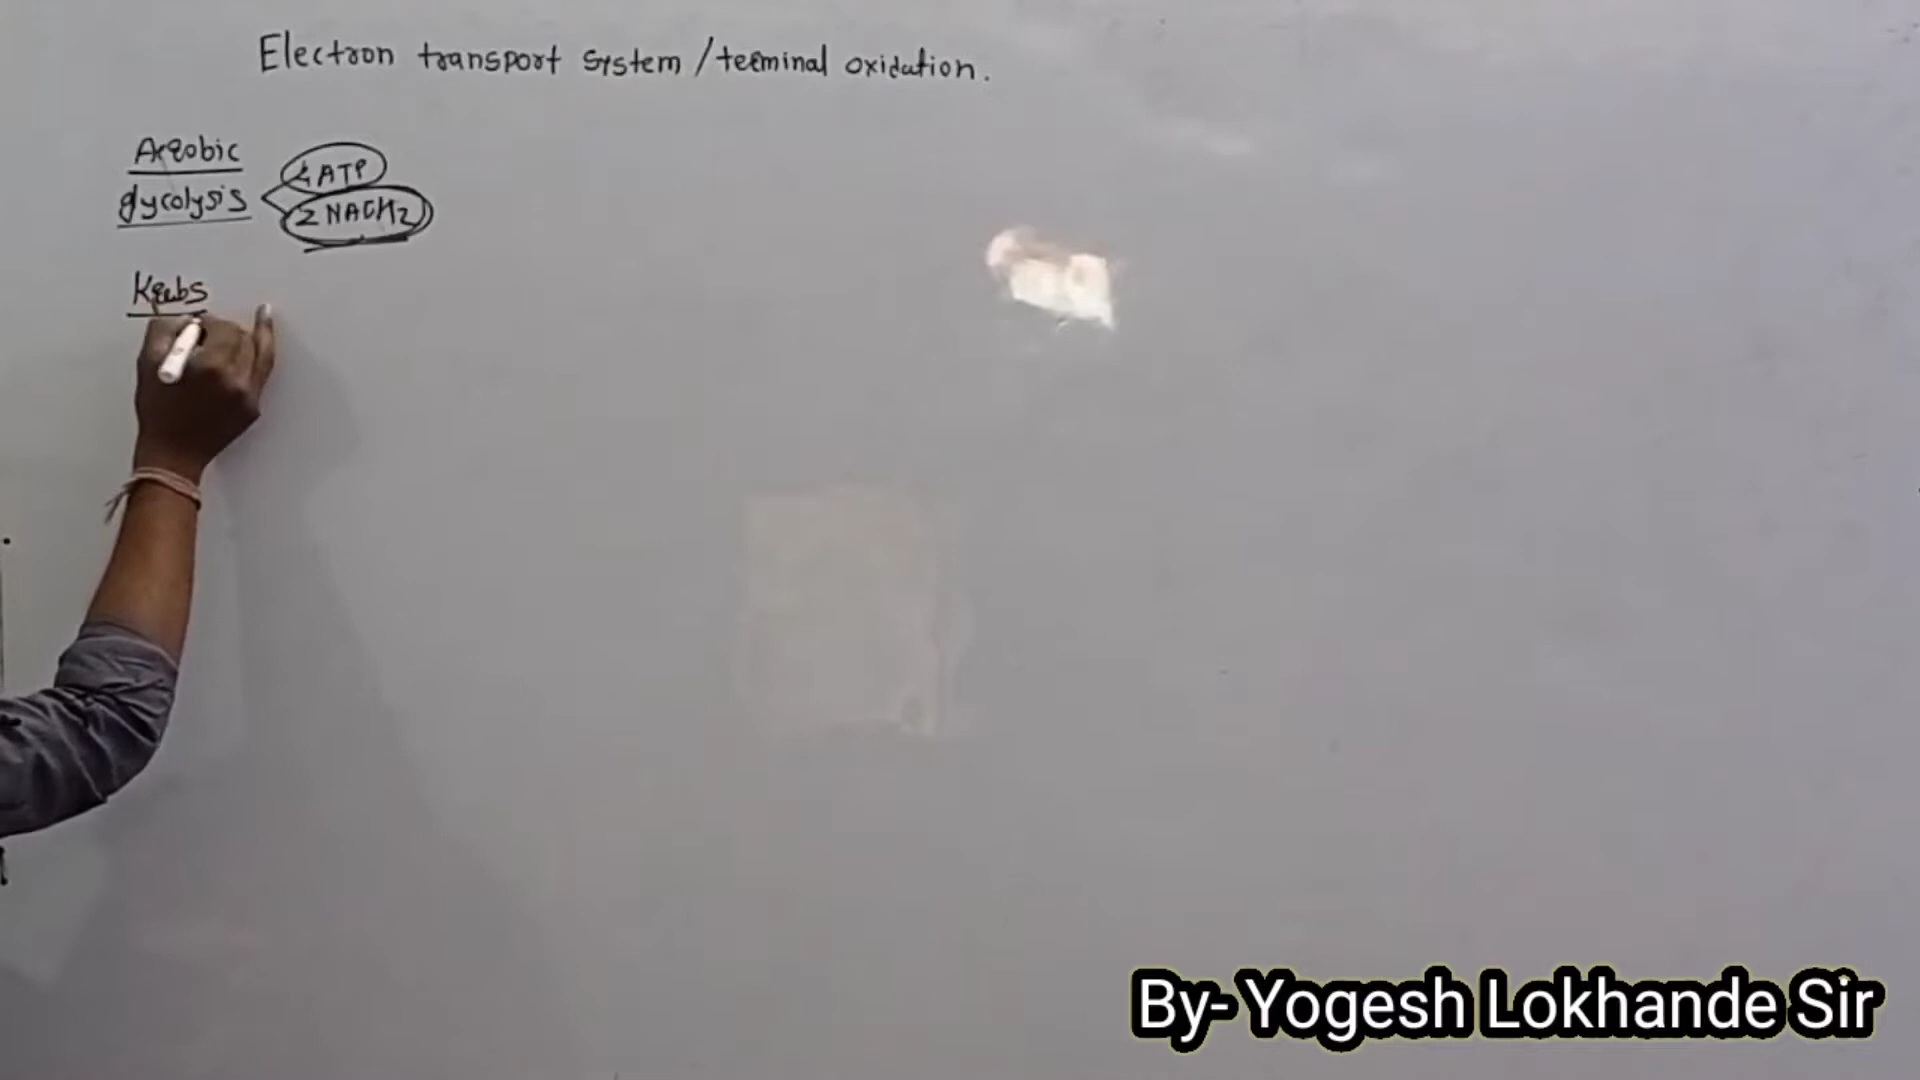 Electron transport system / terminal oxidation.
Aerobic
glycolysis
4 ATP
2 NADH2
Krebs
By- Yogesh Lokhande Sir